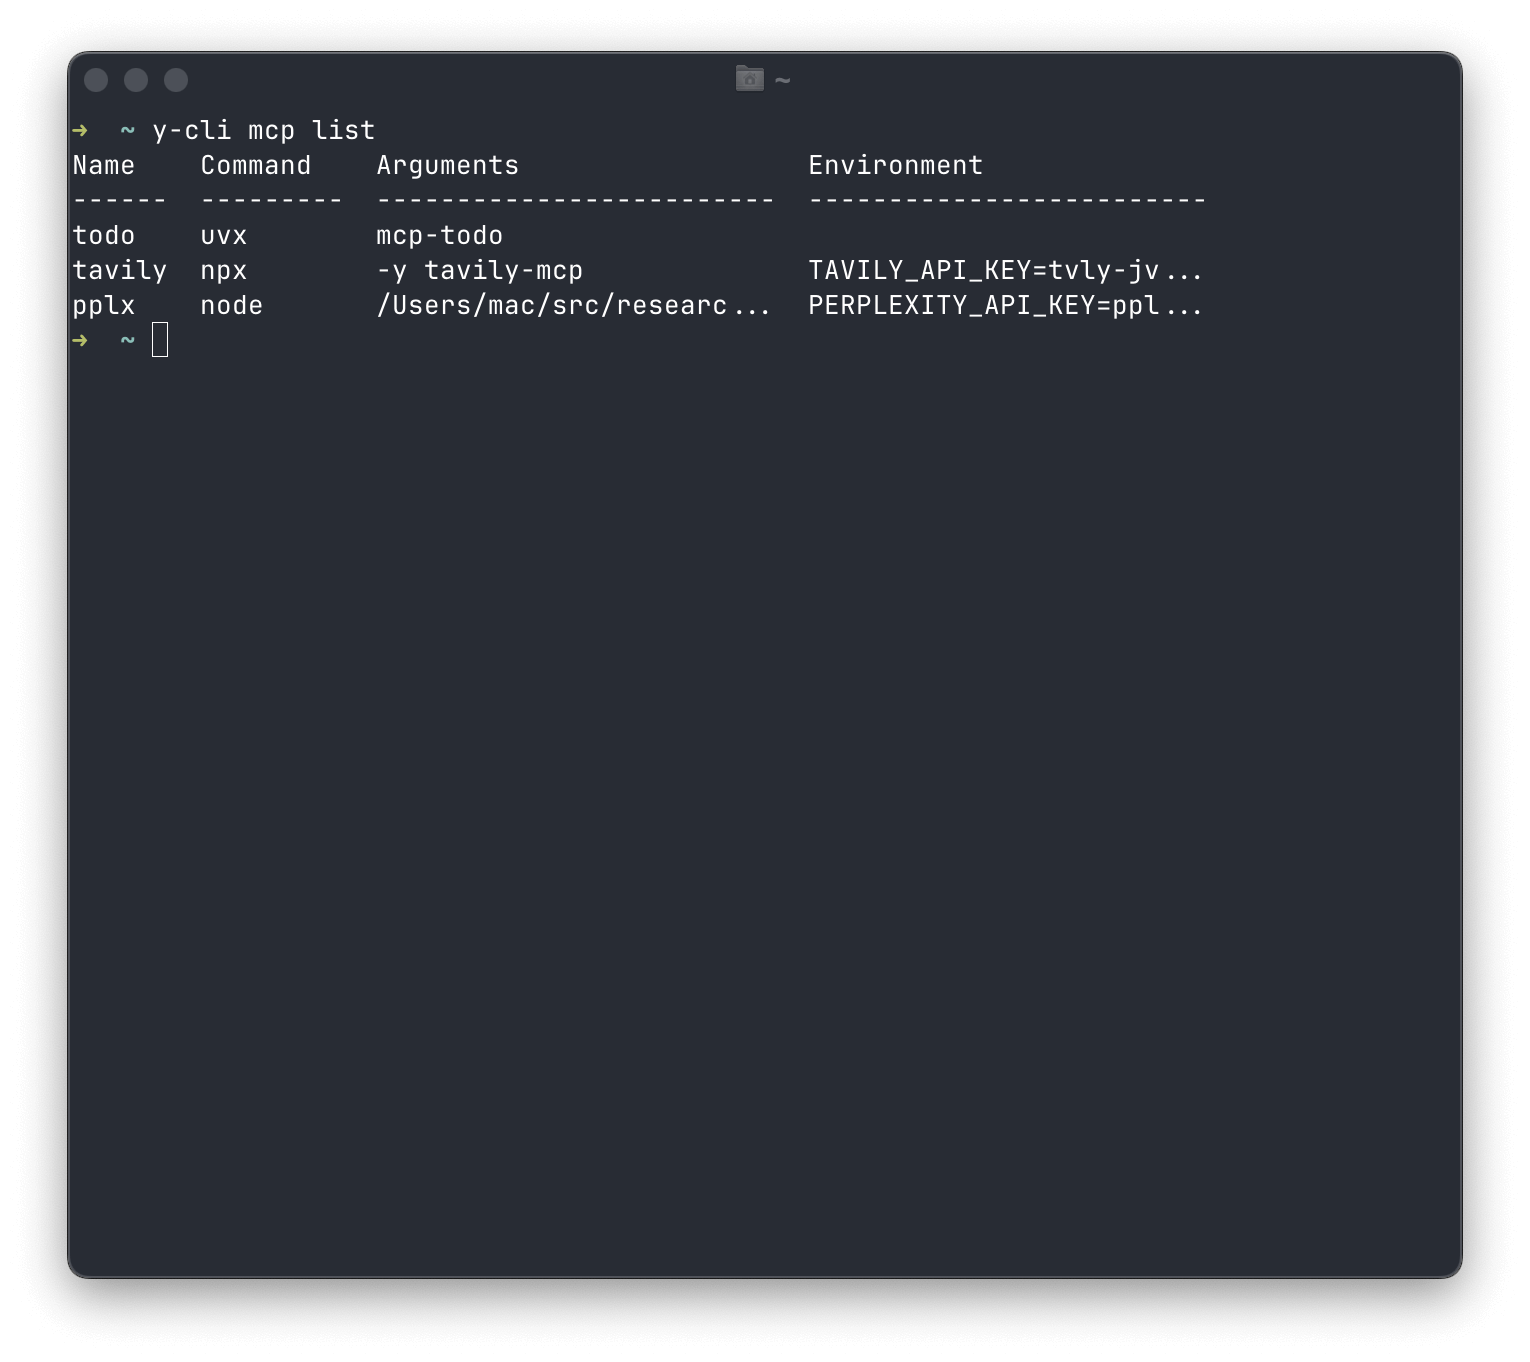 ~
➜  ~ y-cli mcp list
Name    Command    Arguments                  Environment
------  ---------  -------------------------  -------------------------
todo    uvx        mcp-todo
tavily  npx        -y tavily-mcp              TAVILY_API_KEY=tvly-jv...
pplx    node       /Users/mac/src/researc...  PERPLEXITY_API_KEY=ppl...
➜  ~